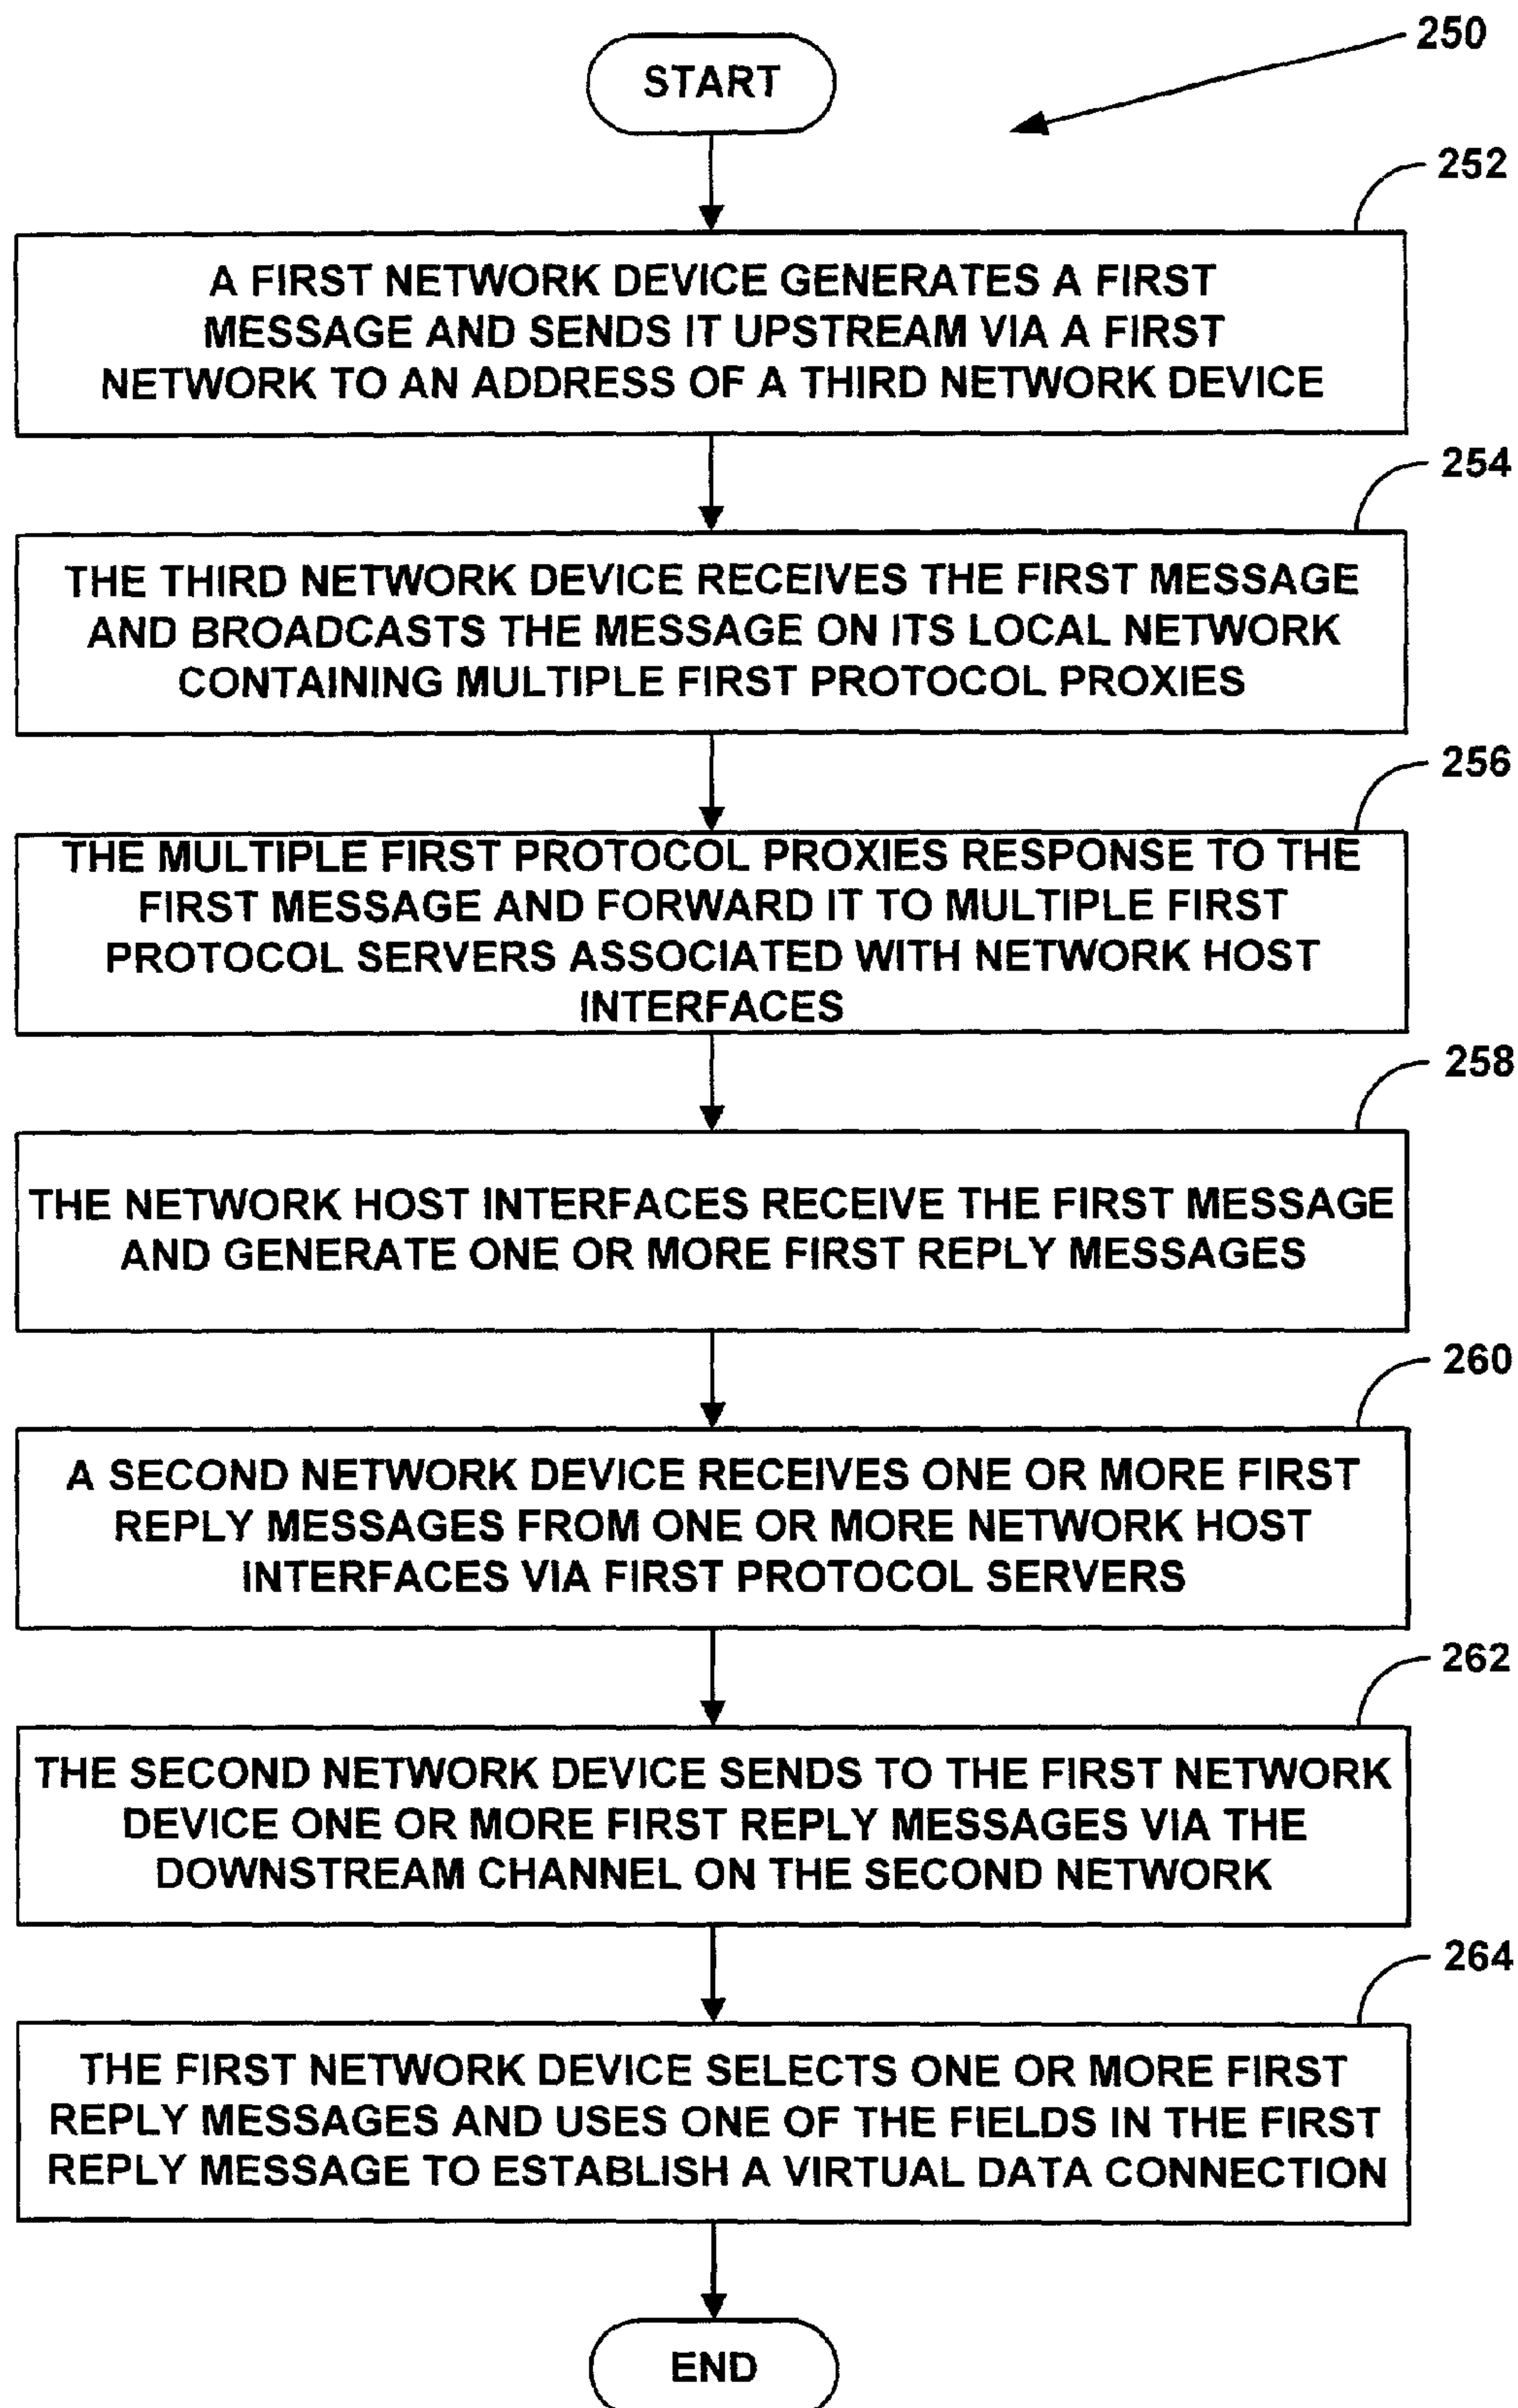 250
START
252
A FIRST NETWORK DEVICE GENERATES A FIRST
MESSAGE AND SENDS IT UPSTREAM VIA A FIRST
NETWORK TO AN ADDRESS OF A THIRD NETWORK DEVICE
254
THE THIRD NETWORK DEVICE RECEIVES THE FIRST MESSAGE
AND BROADCASTS THE MESSAGE ON ITS LOCAL NETWORK
CONTAINING MULTIPLE FIRST PROTOCOL PROXIES
256
THE MULTIPLE FIRST PROTOCOL PROXIES RESPONSE TO THE
FIRST MESSAGE AND FORWARD IT TO MULTIPLE FIRST
PROTOCOL SERVERS ASSOCIATED WITH NETWORK HOST
INTERFACES
258
THE NETWORK HOST INTERFACES RECEIVE THE FIRST MESSAGE
AND GENERATE ONE OR MORE FIRST REPLY MESSAGES
260
A SECOND NETWORK DEVICE RECEIVES ONE OR MORE FIRST
REPLY MESSAGES FROM ONE OR MORE NETWORK HOST
INTERFACES VIA FIRST PROTOCOL SERVERS
262
THE SECOND NETWORK DEVICE SENDS TO THE FIRST NETWORK
DEVICE ONE OR MORE FIRST REPLY MESSAGES VIA THE
DOWNSTREAM CHANNEL ON THE SECOND NETWORK
264
THE FIRST NETWORK DEVICE SELECTS ONE OR MORE FIRST
REPLY MESSAGES AND USES ONE OF THE FIELDS IN THE FIRST
REPLY MESSAGE TO ESTABLISH A VIRTUAL DATA CONNECTION
END